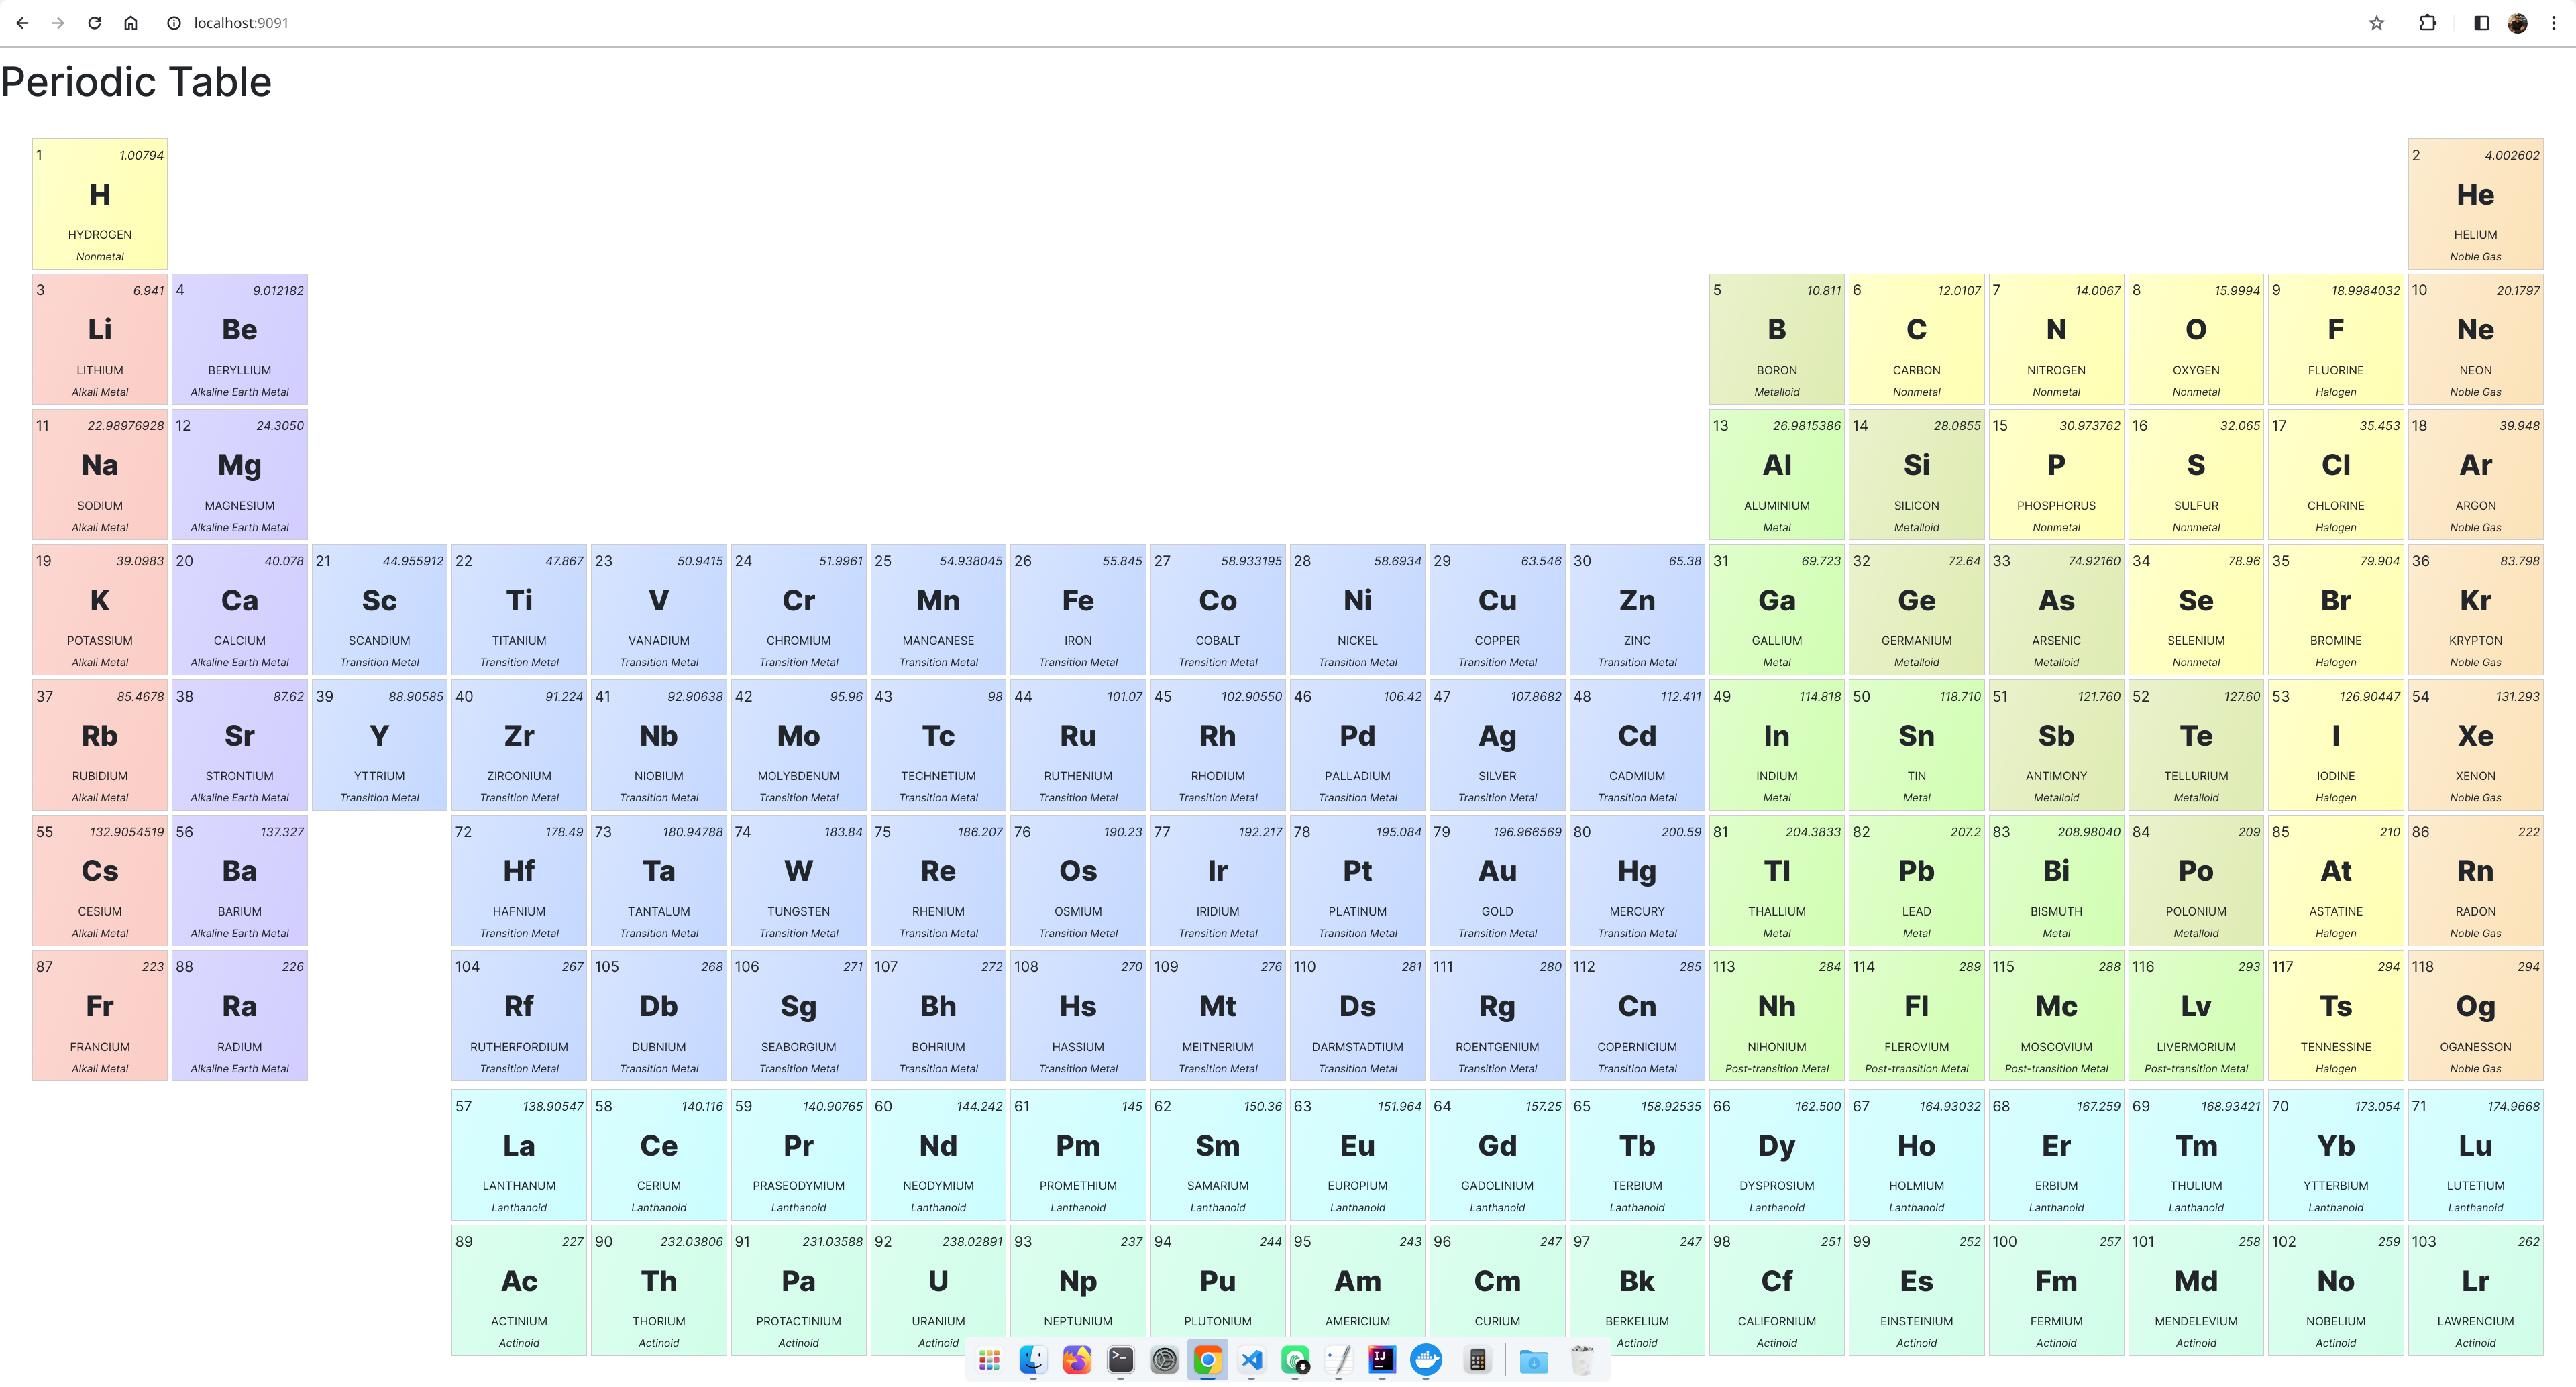 localhost:9091
Periodic Table
1 1.00794 2 4.002602
H He
HYDROGEN HELIUM
Nonmetal Noble Gas
3 6.941 4 9.012182 5 10.811 6 12.0107 7 14.0067 8 15.9994 9 18.9984032 10 20.1797
Li Be B C N O F Ne
LITHIUM BERYLLIUM BORON CARBON NITROGEN OXYGEN FLUORINE NEON
Alkali Metal Alkaline Earth Metal Metalloid Nonmetal Nonmetal Nonmetal Halogen Noble Gas
11 22.98976928 12 24.3050 13 26.9815386 14 28.0855 15 30.973762 16 32.065 17 35.453 18 39.948
Na Mg Al Si P S Cl Ar
SODIUM MAGNESIUM ALUMINIUM SILICON PHOSPHORUS SULFUR CHLORINE ARGON
Alkali Metal Alkaline Earth Metal Metal Metalloid Nonmetal Nonmetal Halogen Noble Gas
19 39.0983 20 40.078 21 44.955912 22 47.867 23 50.9415 24 51.9961 25 54.938045 26 55.845 27 58.933195 28 58.6934 29 63.546 30 65.38 31 69.723 32 72.64 33 74.92160 34 78.96 35 79.904 36 83.798
K Ca Sc Ti V Cr Mn Fe Co Ni Cu Zn Ga Ge As Se Br Kr
POTASSIUM CALCIUM SCANDIUM TITANIUM VANADIUM CHROMIUM MANGANESE IRON COBALT NICKEL COPPER ZINC GALLIUM GERMANIUM ARSENIC SELENIUM BROMINE KRYPTON
Alkali Metal Alkaline Earth Metal Transition Metal Transition Metal Transition Metal Transition Metal Transition Metal Transition Metal Transition Metal Transition Metal Transition Metal Transition Metal Metal Metalloid Metalloid Nonmetal Halogen Noble Gas
37 85.4678 38 87.62 39 88.90585 40 91.224 41 92.90638 42 95.96 43 98 44 101.07 45 102.90550 46 106.42 47 107.8682 48 112.411 49 114.818 50 118.710 51 121.760 52 127.60 53 126.90447 54 131.293
Rb Sr Y Zr Nb Mo Tc Ru Rh Pd Ag Cd In Sn Sb Te I Xe
RUBIDIUM STRONTIUM YTTRIUM ZIRCONIUM NIOBIUM MOLYBDENUM TECHNETIUM RUTHENIUM RHODIUM PALLADIUM SILVER CADMIUM INDIUM TIN ANTIMONY TELLURIUM IODINE XENON
Alkali Metal Alkaline Earth Metal Transition Metal Transition Metal Transition Metal Transition Metal Transition Metal Transition Metal Transition Metal Transition Metal Transition Metal Transition Metal Metal Metal Metalloid Metalloid Halogen Noble Gas
55 132.9054519 56 137.327 72 178.49 73 180.94788 74 183.84 75 186.207 76 190.23 77 192.217 78 195.084 79 196.966569 80 200.59 81 204.3833 82 207.2 83 208.98040 84 209 85 210 86 222
Cs Ba Hf Ta W Re Os Ir Pt Au Hg Tl Pb Bi Po At Rn
CESIUM BARIUM HAFNIUM TANTALUM TUNGSTEN RHENIUM OSMIUM IRIDIUM PLATINUM GOLD MERCURY THALLIUM LEAD BISMUTH POLONIUM ASTATINE RADON
Alkali Metal Alkaline Earth Metal Transition Metal Transition Metal Transition Metal Transition Metal Transition Metal Transition Metal Transition Metal Transition Metal Transition Metal Metal Metal Metal Metalloid Halogen Noble Gas
87 223 88 226 104 267 105 268 106 271 107 272 108 270 109 276 110 281 111 280 112 285 113 284 114 289 115 288 116 293 117 294 118 294
Fr Ra Rf Db Sg Bh Hs Mt Ds Rg Cn Nh Fl Mc Lv Ts Og
FRANCIUM RADIUM RUTHERFORDIUM DUBNIUM SEABORGIUM BOHRIUM HASSIUM MEITNERIUM DARMSTADTIUM ROENTGENIUM COPERNICIUM NIHONIUM FLEROVIUM MOSCOVIUM LIVERMORIUM TENNESSINE OGANESSON
Alkali Metal Alkaline Earth Metal Transition Metal Transition Metal Transition Metal Transition Metal Transition Metal Transition Metal Transition Metal Transition Metal Transition Metal Post-transition Metal Post-transition Metal Post-transition Metal Post-transition Metal Halogen Noble Gas
57 138.90547 58 140.116 59 140.90765 60 144.242 61 145 62 150.36 63 151.964 64 157.25 65 158.92535 66 162.500 67 164.93032 68 167.259 69 168.93421 70 173.054 71 174.9668
La Ce Pr Nd Pm Sm Eu Gd Tb Dy Ho Er Tm Yb Lu
LANTHANUM CERIUM PRASEODYMIUM NEODYMIUM PROMETHIUM SAMARIUM EUROPIUM GADOLINIUM TERBIUM DYSPROSIUM HOLMIUM ERBIUM THULIUM YTTERBIUM LUTETIUM
Lanthanoid Lanthanoid Lanthanoid Lanthanoid Lanthanoid Lanthanoid Lanthanoid Lanthanoid Lanthanoid Lanthanoid Lanthanoid Lanthanoid Lanthanoid Lanthanoid Lanthanoid
89 227 90 232.03806 91 231.03588 92 238.02891 93 237 94 244 95 243 96 247 97 247 98 251 99 252 100 257 101 258 102 259 103 262
Ac Th Pa U Np Pu Am Cm Bk Cf Es Fm Md No Lr
ACTINIUM THORIUM PROTACTINIUM URANIUM NEPTUNIUM PLUTONIUM AMERICIUM CURIUM BERKELIUM CALIFORNIUM EINSTEINIUM FERMIUM MENDELEVIUM NOBELIUM LAWRENCIUM
Actinoid Actinoid Actinoid Actinoid Actinoid Actinoid Actinoid Actinoid Actinoid Actinoid Actinoid
IJ